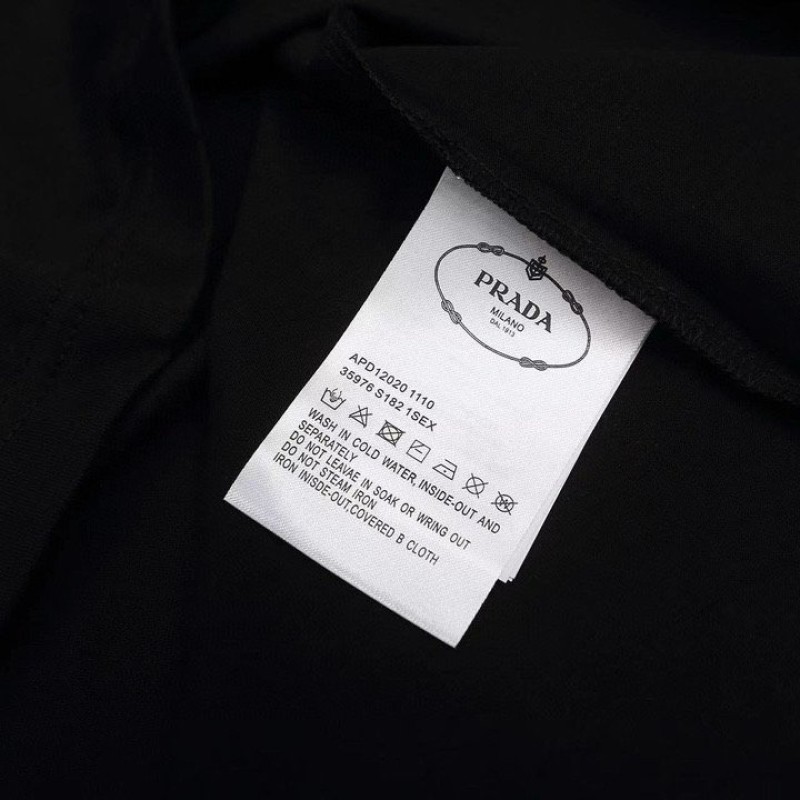 PRADA
MILANO
DAL 1913
APD12020 1110
35976 S182 1SEX
WASH IN COLD WATER, INSIDE-OUT AND
SEPARATELY.
DO NOT LEAVAE IN SOAK OR WRING OUT
DO NOT STEAM IRON
IRON INISDE-OUT,COVERED B CLOTH